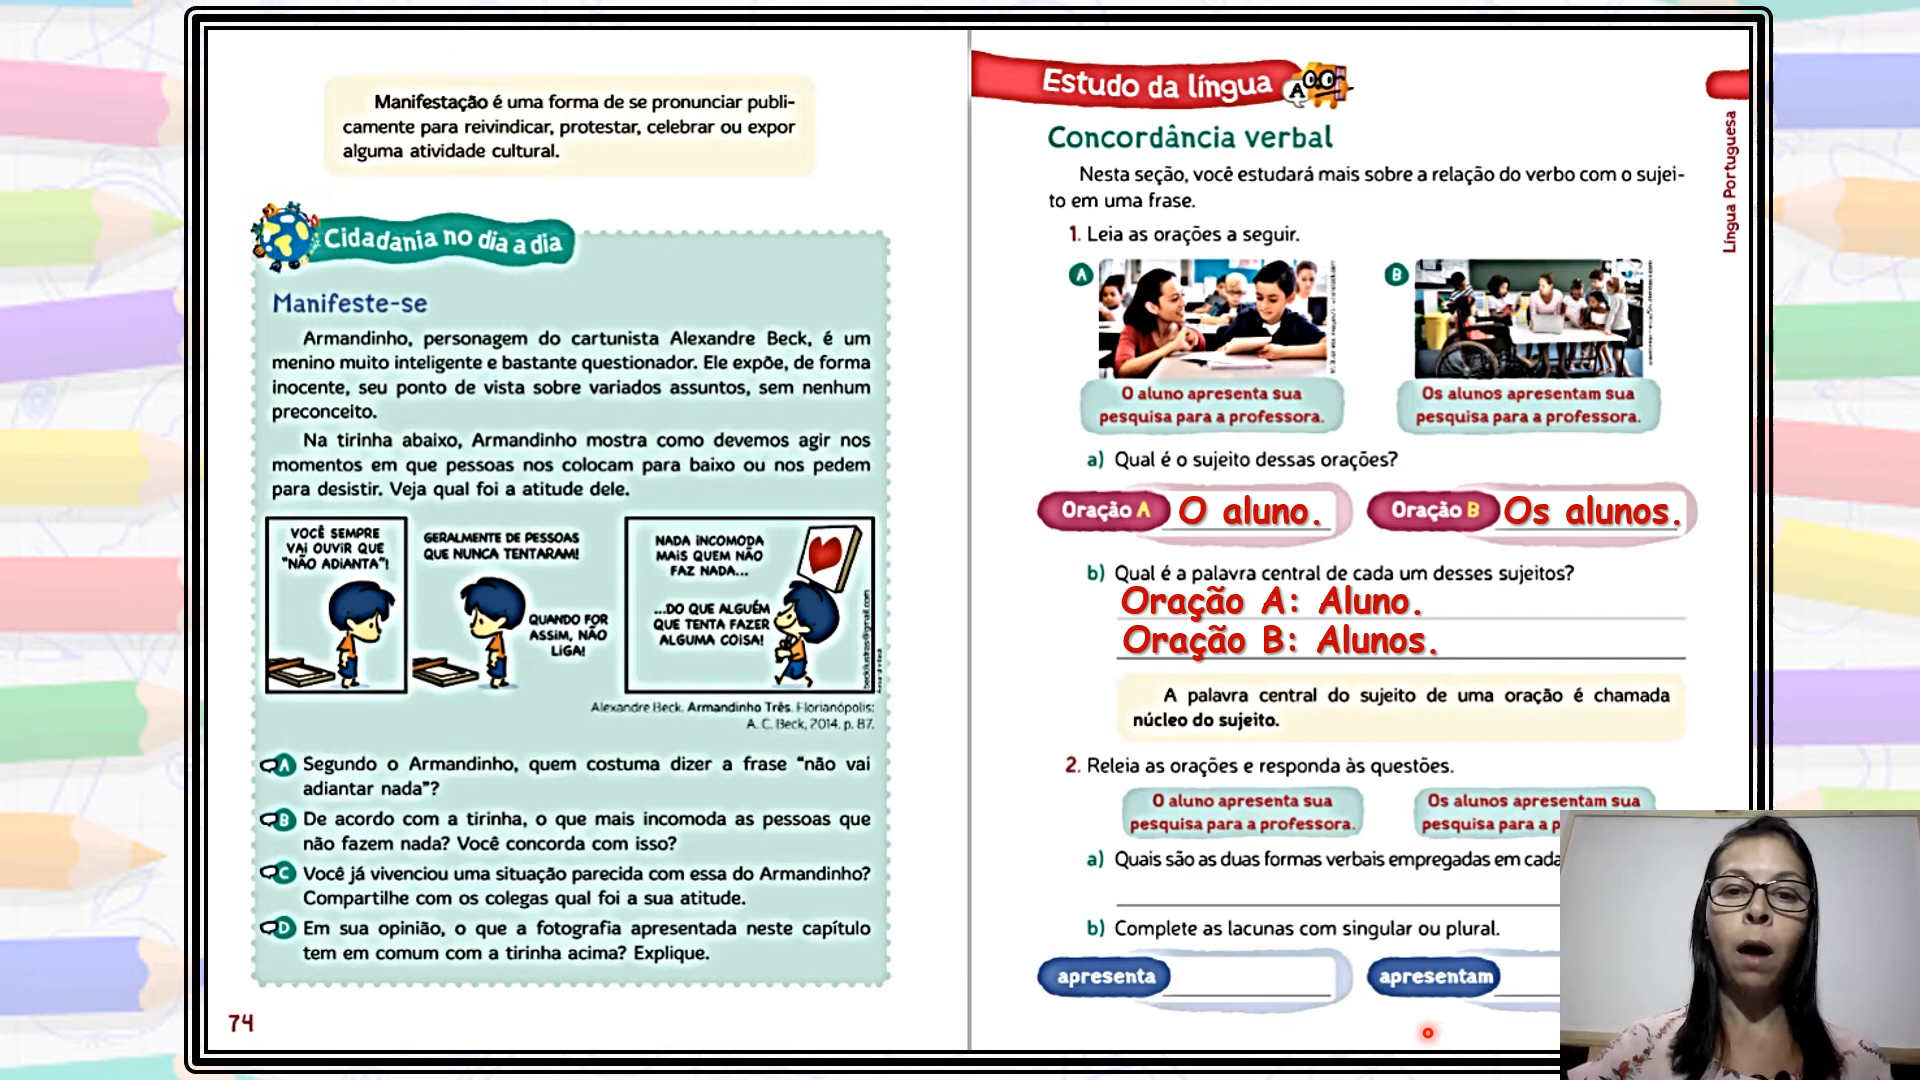 Manifestação é uma forma de se pronunciar publi-
camente para reivindicar, protestar, celebrar ou expor
alguma atividade cultural.
Cidadania no dia a dia
Manifeste-se
Armandinho, personagem do cartunista Alexandre Beck, é um
menino muito inteligente e bastante questionador. Ele expõe, de forma
inocente, seu ponto de vista sobre variados assuntos, sem nenhum
preconceito.
Na tirinha abaixo, Armandinho mostra como devemos agir nos
momentos em que pessoas nos colocam para baixo ou nos pedem
para desistir. Veja qual foi a atitude dele.
VOCÊ SEMPRE
VAI OUVIR QUE
"NÃO ADIANTA"!
GERALMENTE DE PESSOAS
QUE NUNCA TENTARAM!
QUANDO FOR
ASSIM, NÃO
LIGA!
NADA INCOMODA
MAIS QUEM NÃO
FAZ NADA...
...DO QUE ALGUÉM
QUE TENTA FAZER
ALGUMA COISA!
Alexandre Beck. Armandinho Três. Florianópolis:
A. C. Beck, 2014. p. 87.
A Segundo o Armandinho, quem costuma dizer a frase "não vai
adiantar nada"?
B De acordo com a tirinha, o que mais incomoda as pessoas que
não fazem nada? Você concorda com isso?
C Você já vivenciou uma situação parecida com essa do Armandinho?
Compartilhe com os colegas qual foi a sua atitude.
D Em sua opinião, o que a fotografia apresentada neste capítulo
tem em comum com a tirinha acima? Explique.
74
Estudo da língua
A
Língua Portuguesa
Concordância verbal
Nesta seção, você estudará mais sobre a relação do verbo com o sujei-
to em uma frase.
1. Leia as orações a seguir.
A
B
O aluno apresenta sua
pesquisa para a professora.
Os alunos apresentam sua
pesquisa para a professora.
a) Qual é o sujeito dessas orações?
Oração A O aluno.
Oração B Os alunos.
b) Qual é a palavra central de cada um desses sujeitos?
Oração A: Aluno.
Oração B: Alunos.
A palavra central do sujeito de uma oração é chamada
núcleo do sujeito.
2. Releia as orações e responda às questões.
O aluno apresenta sua
pesquisa para a professora.
Os alunos apresentam sua
pesquisa para a p
a) Quais são as duas formas verbais empregadas em cada
b) Complete as lacunas com singular ou plural.
apresenta
apresentam